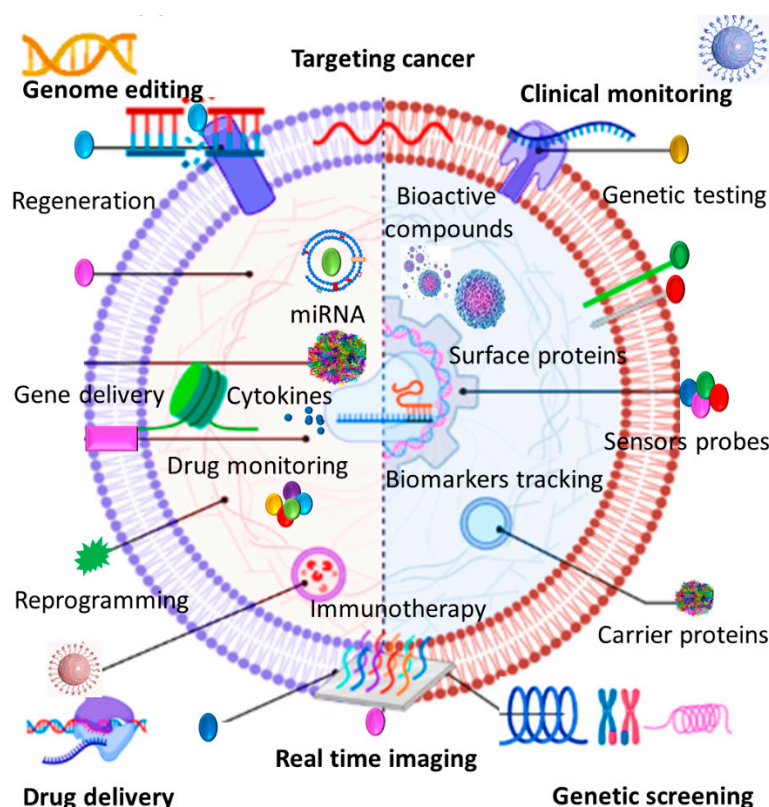 Targeting cancer
Genome editing
Clinical monitoring
Regeneration
Bioactive
compounds
Genetic testing
miRNA
Surface proteins
Gene delivery
Cytokines
Sensors probes
Drug monitoring
Biomarkers tracking
Reprogramming
Immunotherapy
Carrier proteins
Real time imaging
Drug delivery
Genetic screening